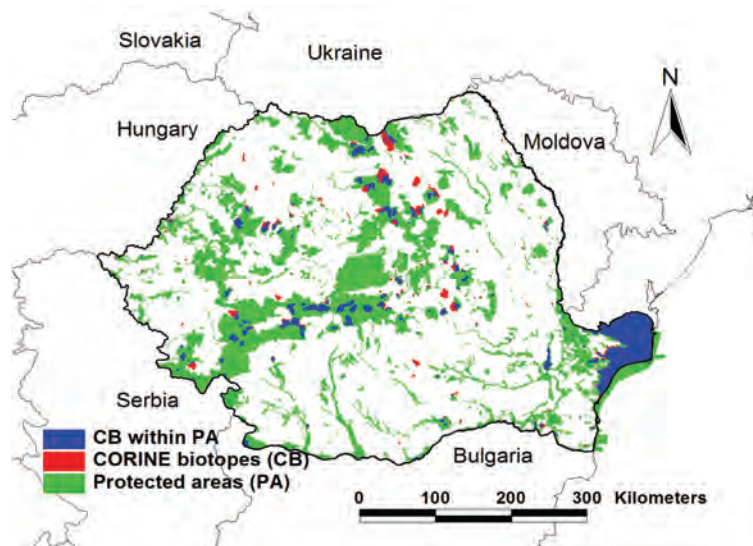 Slovakia
Ukraine
N
Hungary
Moldova
Serbia
CB within PA
CORINE biotopes (CB)
Protected areas (PA)
Bulgaria
0 100 200 300 Kilometers